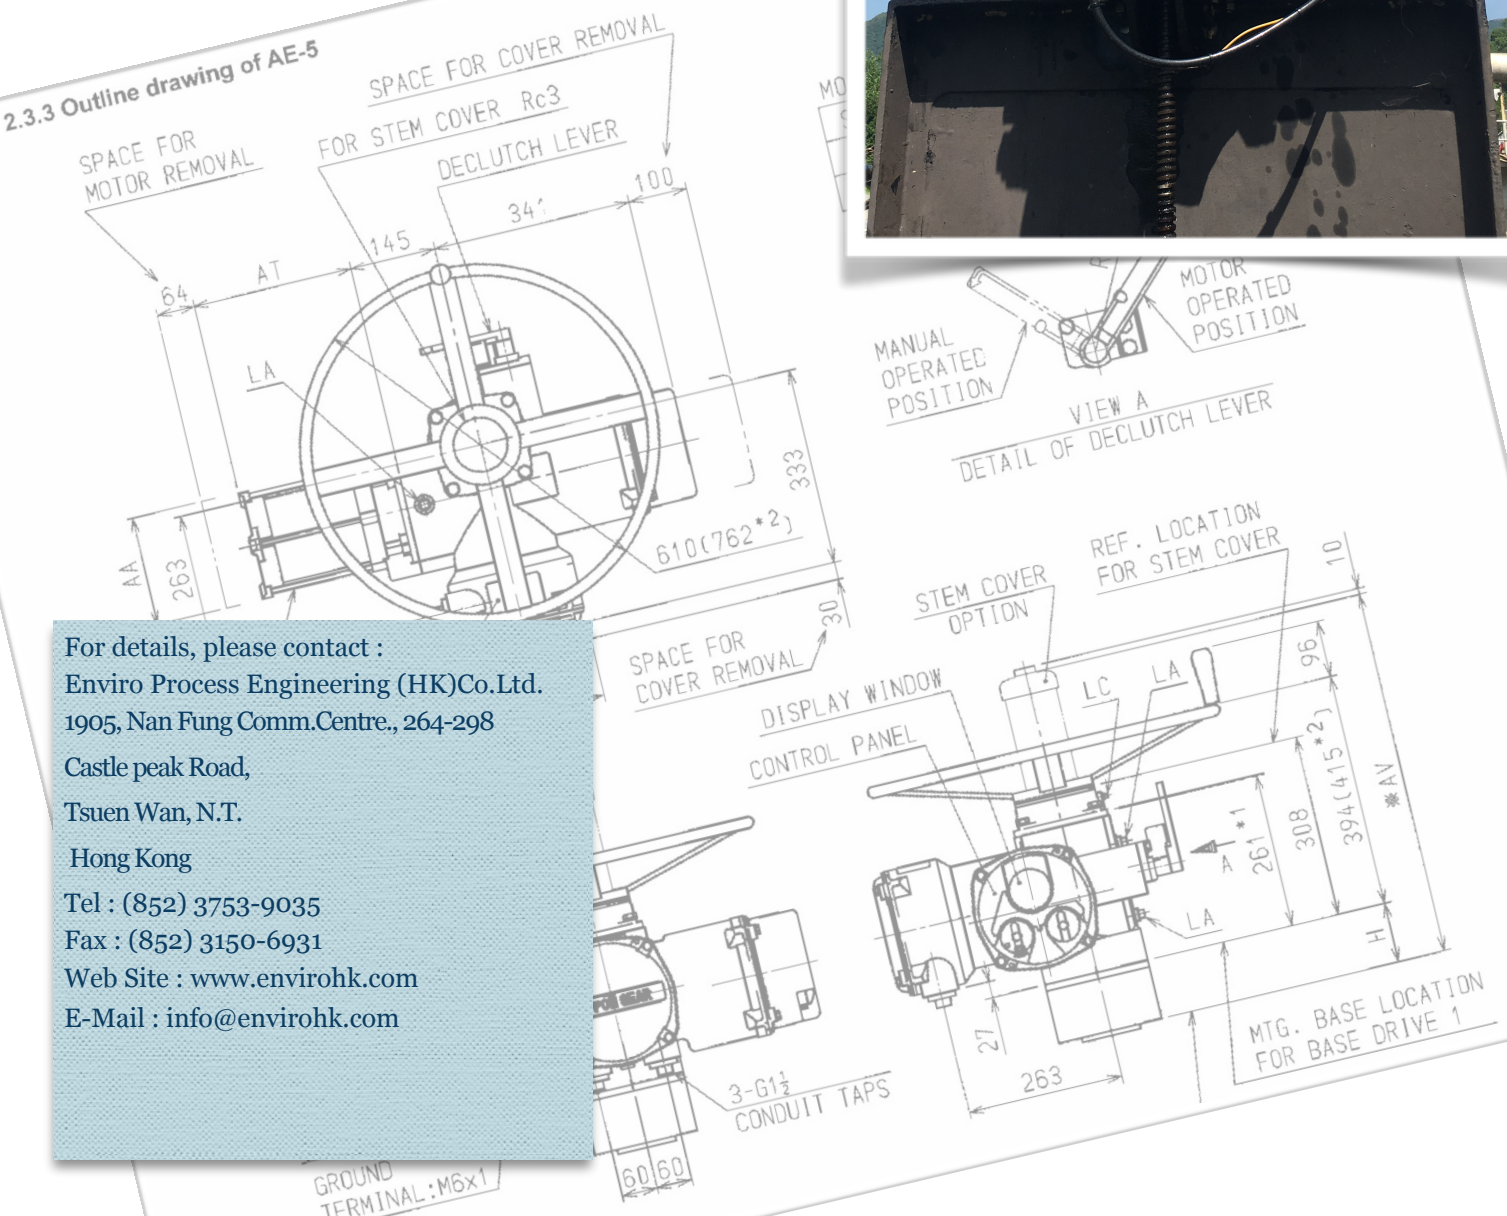 2.3.3 Outline drawing of AE-5
SPACE FOR COVER REMOVAL
FOR STEM COVER Rc3
DECLUTCH LEVER
SPACE FOR
MOTOR REMOVAL
100
145
AT
64
LA
333
610(762*2)
AA
263
30
SPACE FOR
COVER REMOVAL
MANUAL
OPERATED
POSITION
MOTOR
OPERATED
POSITION
VIEW A
DETAIL OF DECLUTCH LEVER
REF. LOCATION
FOR STEM COVER
10
STEM COVER
OPTION
96
DISPLAY WINDOW
CONTROL PANEL
LC
LA
394(415*2)
※AV
308
261*1
A
LA
H
27
263
MTG. BASE LOCATION
FOR BASE DRIVE 1
3-G1½
CONDUIT TAPS
60 60
GROUND
TERMINAL:M6x1
For details, please contact :
Enviro Process Engineering (HK)Co.Ltd.
1905, Nan Fung Comm.Centre., 264-298
Castle peak Road,
Tsuen Wan, N.T.
Hong Kong
Tel : (852) 3753-9035
Fax : (852) 3150-6931
Web Site : www.envirohk.com
E-Mail : info@envirohk.com